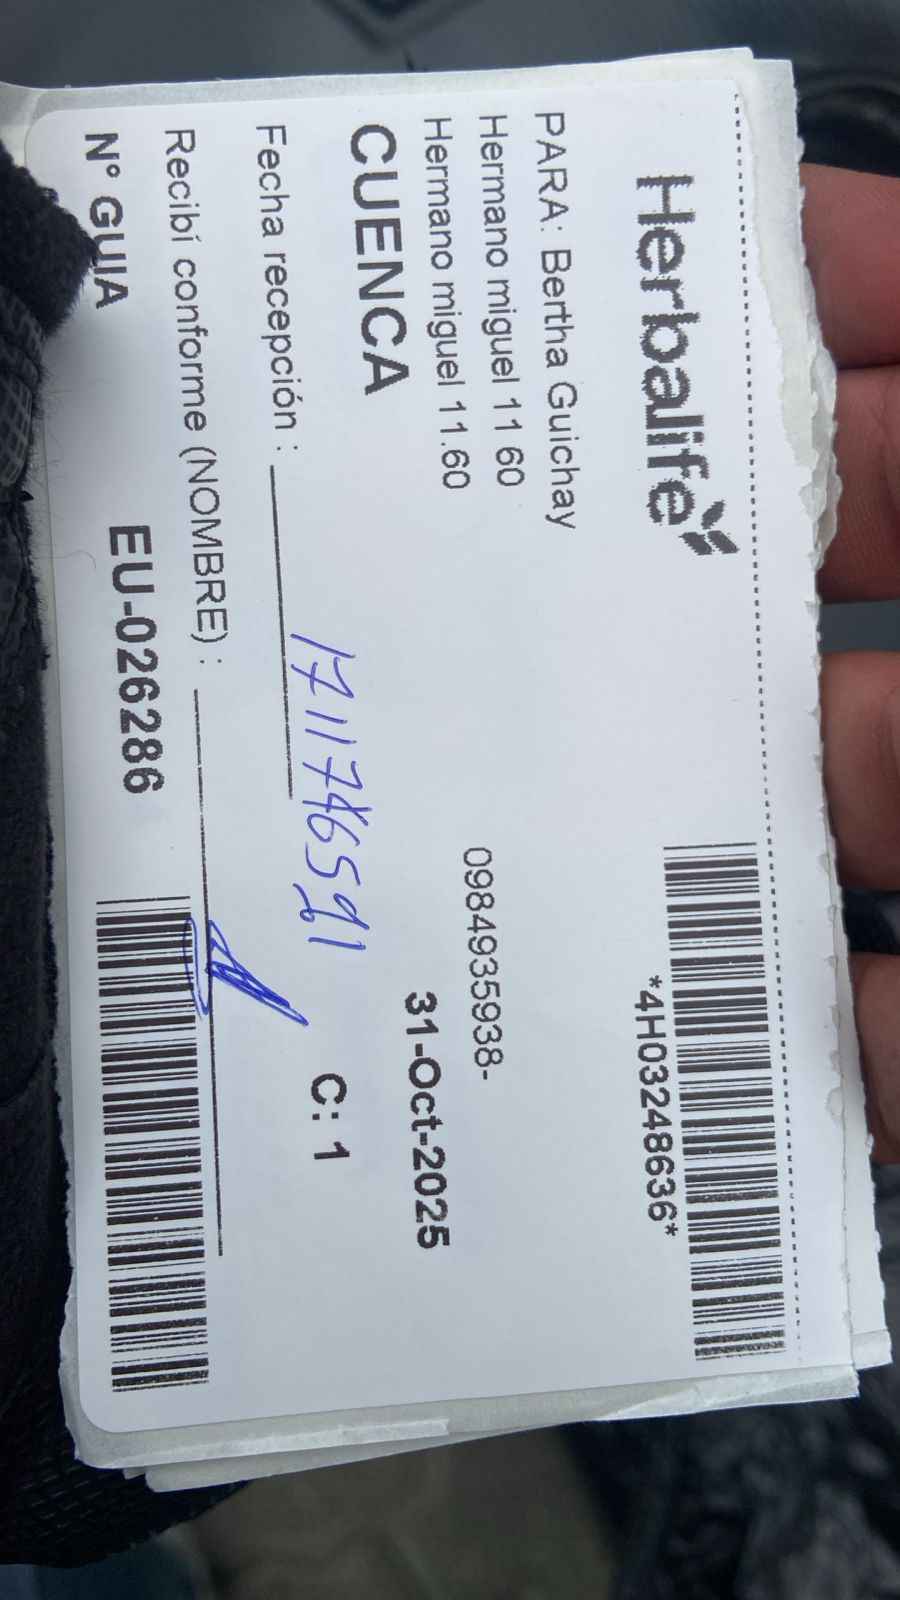 Herbalife
*4H03248636*
PARA: Bertha Guichay
Hermano miguel 11 60
0984935938-
Hermano miguel 11.60
31-Oct-2025
CUENCA
C: 1
1711746591
Fecha recepción :
Recibí conforme (NOMBRE) :
N° GUIA
EU-026286